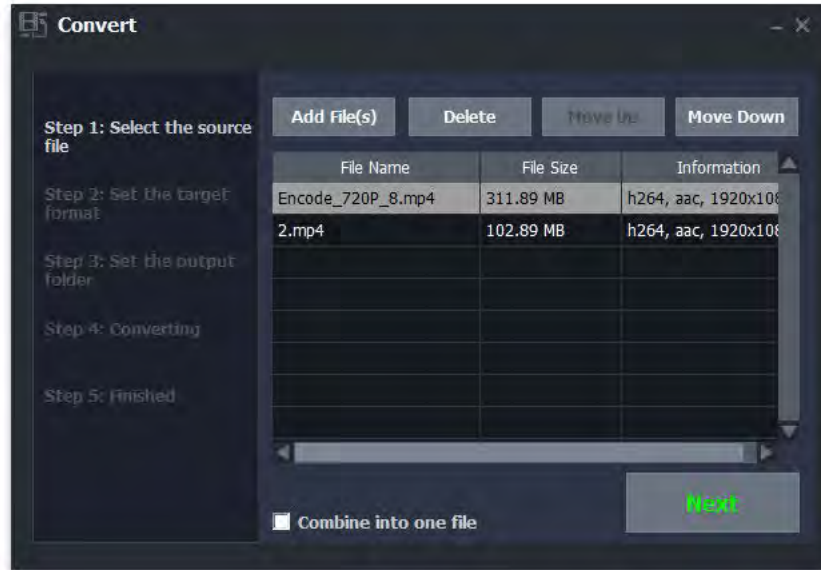 Convert
Step 1: Select the source
file
Step 2: Set the target
format
Step 3: Set the output
folder
Step 4: Converting
Step 5: Finished
Add File(s) Delete Move Up Move Down
File Name File Size Information
Encode_720P_8.mp4 311.89 MB h264, aac, 1920x108
2.mp4 102.89 MB h264, aac, 1920x108
Combine into one file
Next